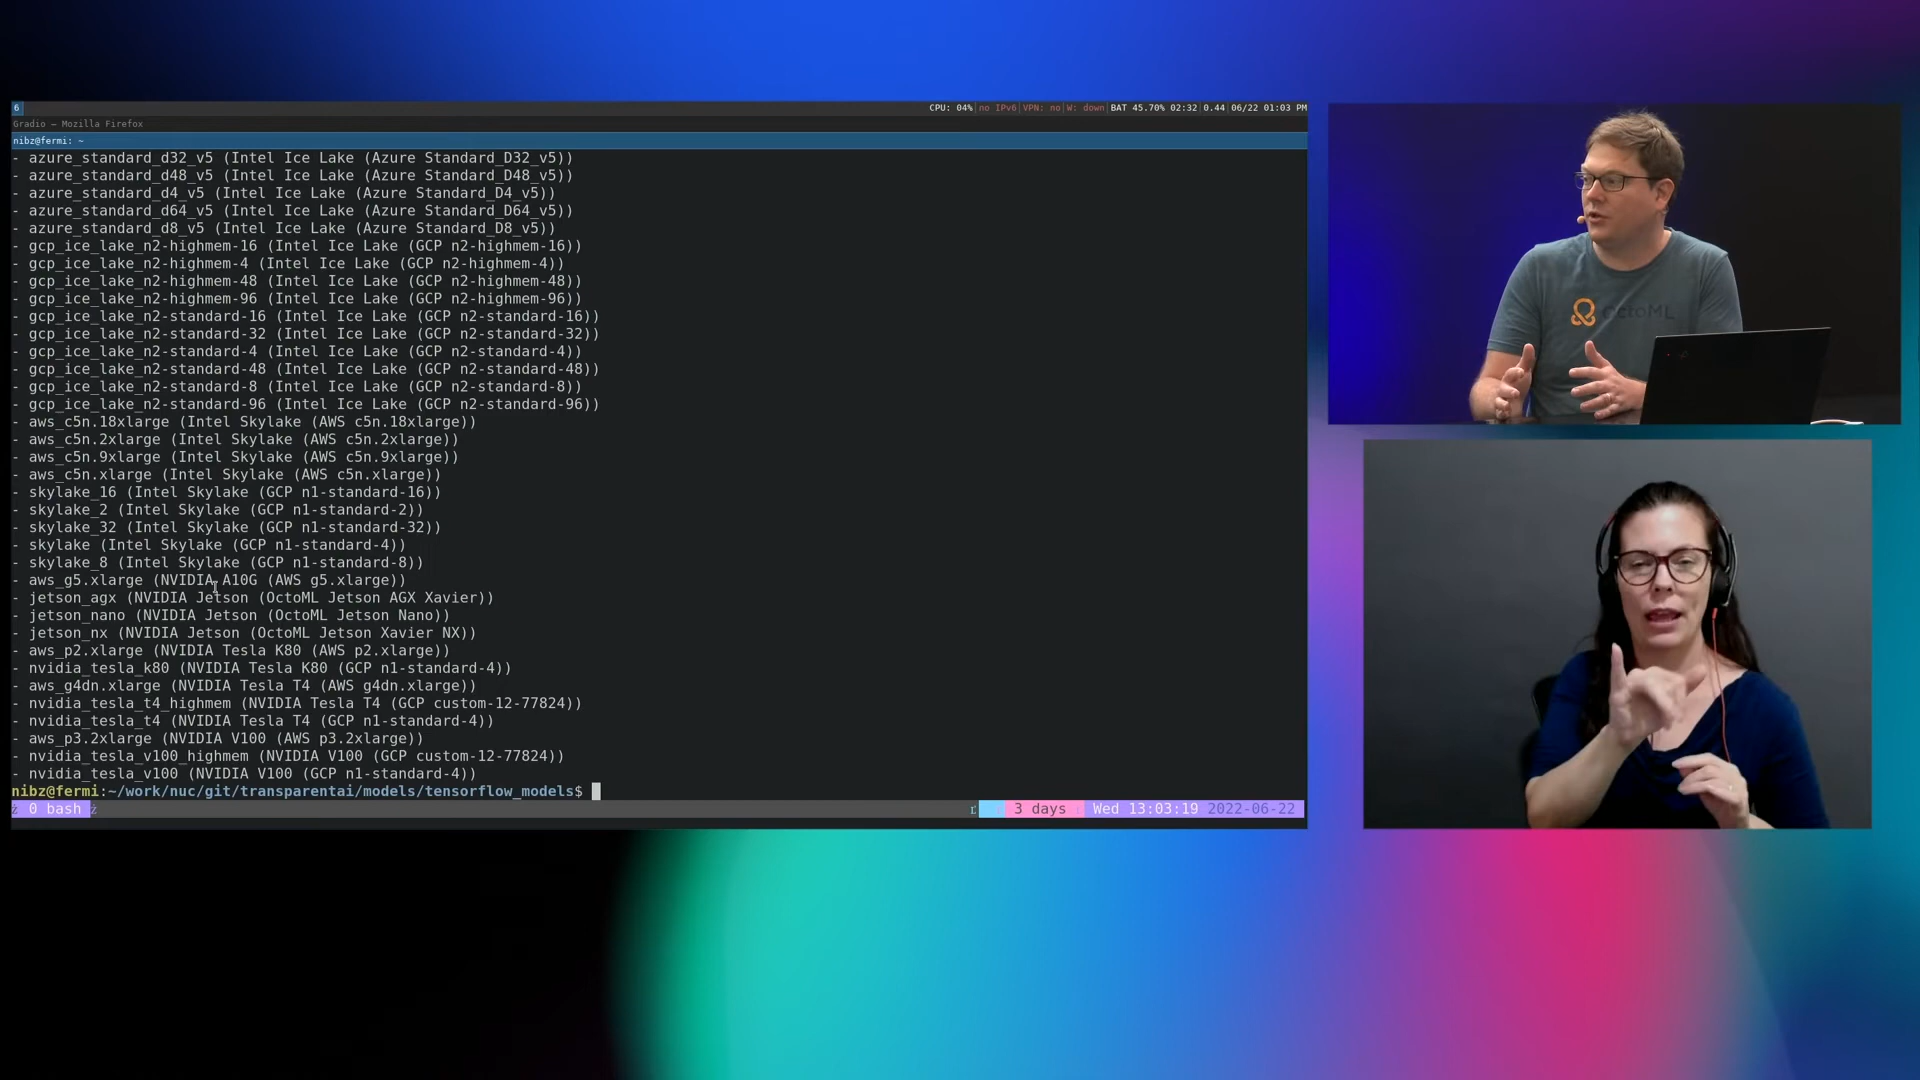 6
CPU: 04% no IPv6 VPN: no W: down BAT 45.70% 02:32 0.44 06/22 01:03 PM
Gradio — Mozilla Firefox
nibz@fermi: ~
- azure_standard_d32_v5 (Intel Ice Lake (Azure Standard_D32_v5))
- azure_standard_d48_v5 (Intel Ice Lake (Azure Standard_D48_v5))
- azure_standard_d4_v5 (Intel Ice Lake (Azure Standard_D4_v5))
- azure_standard_d64_v5 (Intel Ice Lake (Azure Standard_D64_v5))
- azure_standard_d8_v5 (Intel Ice Lake (Azure Standard_D8_v5))
- gcp_ice_lake_n2-highmem-16 (Intel Ice Lake (GCP n2-highmem-16))
- gcp_ice_lake_n2-highmem-4 (Intel Ice Lake (GCP n2-highmem-4))
- gcp_ice_lake_n2-highmem-48 (Intel Ice Lake (GCP n2-highmem-48))
- gcp_ice_lake_n2-highmem-96 (Intel Ice Lake (GCP n2-highmem-96))
- gcp_ice_lake_n2-standard-16 (Intel Ice Lake (GCP n2-standard-16))
- gcp_ice_lake_n2-standard-32 (Intel Ice Lake (GCP n2-standard-32))
- gcp_ice_lake_n2-standard-4 (Intel Ice Lake (GCP n2-standard-4))
- gcp_ice_lake_n2-standard-48 (Intel Ice Lake (GCP n2-standard-48))
- gcp_ice_lake_n2-standard-8 (Intel Ice Lake (GCP n2-standard-8))
- gcp_ice_lake_n2-standard-96 (Intel Ice Lake (GCP n2-standard-96))
- aws_c5n.18xlarge (Intel Skylake (AWS c5n.18xlarge))
- aws_c5n.2xlarge (Intel Skylake (AWS c5n.2xlarge))
- aws_c5n.9xlarge (Intel Skylake (AWS c5n.9xlarge))
- aws_c5n.xlarge (Intel Skylake (AWS c5n.xlarge))
- skylake_16 (Intel Skylake (GCP n1-standard-16))
- skylake_2 (Intel Skylake (GCP n1-standard-2))
- skylake_32 (Intel Skylake (GCP n1-standard-32))
- skylake (Intel Skylake (GCP n1-standard-4))
- skylake_8 (Intel Skylake (GCP n1-standard-8))
- aws_g5.xlarge (NVIDIA A10G (AWS g5.xlarge))
- jetson_agx (NVIDIA Jetson (OctoML Jetson AGX Xavier))
- jetson_nano (NVIDIA Jetson (OctoML Jetson Nano))
- jetson_nx (NVIDIA Jetson (OctoML Jetson Xavier NX))
- aws_p2.xlarge (NVIDIA Tesla K80 (AWS p2.xlarge))
- nvidia_tesla_k80 (NVIDIA Tesla K80 (GCP n1-standard-4))
- aws_g4dn.xlarge (NVIDIA Tesla T4 (AWS g4dn.xlarge))
- nvidia_tesla_t4_highmem (NVIDIA Tesla T4 (GCP custom-12-77824))
- nvidia_tesla_t4 (NVIDIA Tesla T4 (GCP n1-standard-4))
- aws_p3.2xlarge (NVIDIA V100 (AWS p3.2xlarge))
- nvidia_tesla_v100_highmem (NVIDIA V100 (GCP custom-12-77824))
- nvidia_tesla_v100 (NVIDIA V100 (GCP n1-standard-4))
nibz@fermi:~/work/nuc/git/transparentai/models/tensorflow_models$
0 bash
3 days Wed 13:03:19 2022-06-22
OctoML